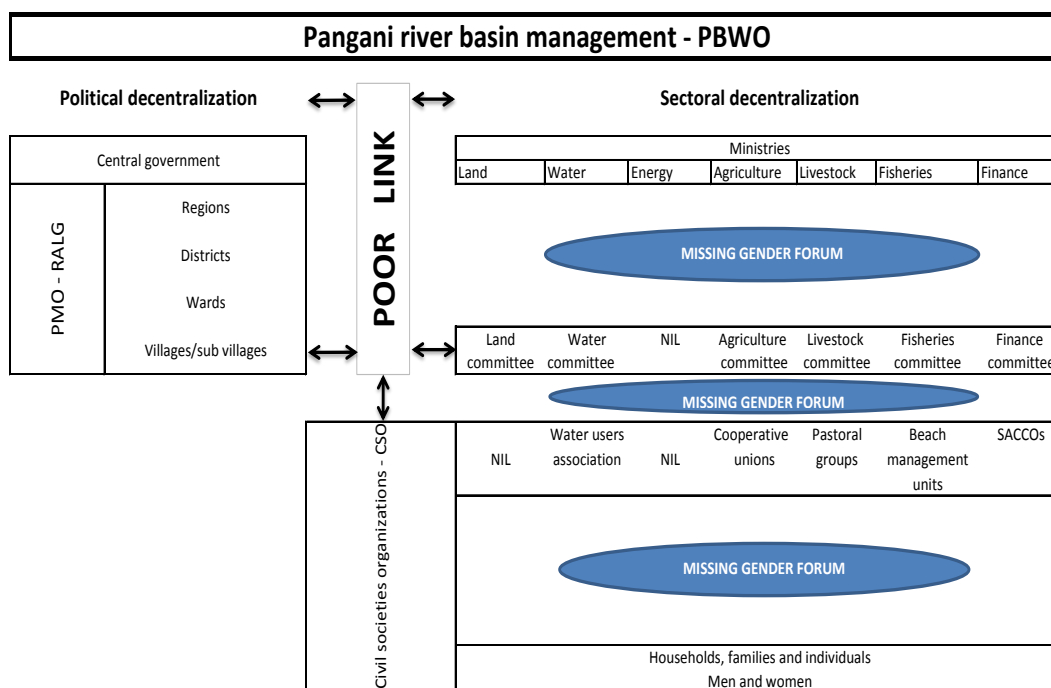 Pangani river basin management - PBWO
Political decentralization
Sectoral decentralization
POOR LINK
Central government
PMO - RALG
Regions
Districts
Wards
Villages/sub villages
Ministries
Land Water Energy Agriculture Livestock Fisheries Finance
MISSING GENDER FORUM
Land Water NIL Agriculture Livestock Fisheries Finance
committee committee committee committee committee committee
MISSING GENDER FORUM
Civil societies organizations - CSO
Water users Cooperative Pastoral Beach SACCOs
NIL association NIL unions groups management
units
MISSING GENDER FORUM
Households, families and individuals
Men and women